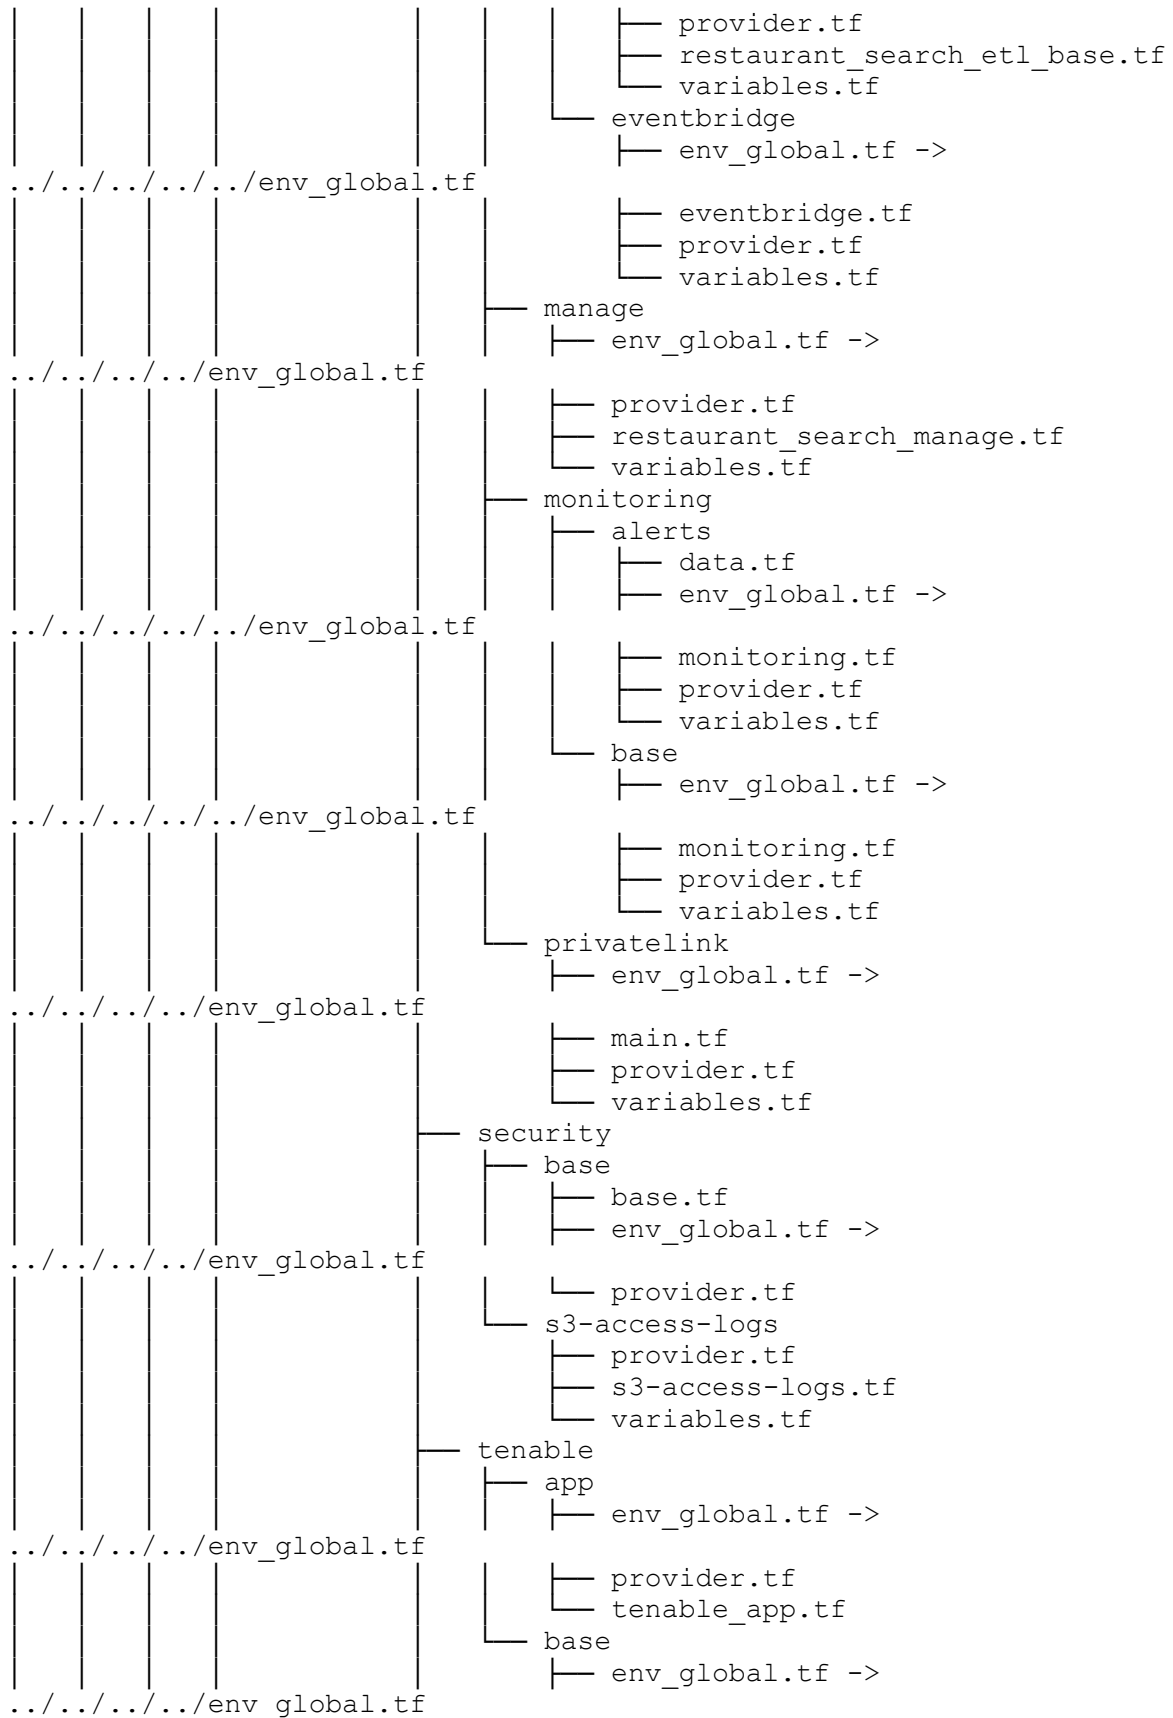 │   │   │   │           │   │   │   ├── provider.tf
│   │   │   │           │   │   │   ├── restaurant_search_etl_base.tf
│   │   │   │           │   │   │   └── variables.tf
│   │   │   │           │   │   └── eventbridge
│   │   │   │           │   │       ├── env_global.tf ->
../../../../../env_global.tf
│   │   │   │           │   │       ├── eventbridge.tf
│   │   │   │           │   │       ├── provider.tf
│   │   │   │           │   │       └── variables.tf
│   │   │   │           │   ├── manage
│   │   │   │           │   │   ├── env_global.tf ->
../../../../env_global.tf
│   │   │   │           │   │   ├── provider.tf
│   │   │   │           │   │   ├── restaurant_search_manage.tf
│   │   │   │           │   │   └── variables.tf
│   │   │   │           │   ├── monitoring
│   │   │   │           │   │   ├── alerts
│   │   │   │           │   │   │   ├── data.tf
│   │   │   │           │   │   │   ├── env_global.tf ->
../../../../../env_global.tf
│   │   │   │           │   │   │   ├── monitoring.tf
│   │   │   │           │   │   │   ├── provider.tf
│   │   │   │           │   │   │   └── variables.tf
│   │   │   │           │   │   └── base
│   │   │   │           │   │       ├── env_global.tf ->
../../../../../env_global.tf
│   │   │   │           │   │       ├── monitoring.tf
│   │   │   │           │   │       ├── provider.tf
│   │   │   │           │   │       └── variables.tf
│   │   │   │           │   └── privatelink
│   │   │   │           │       ├── env_global.tf ->
../../../../env_global.tf
│   │   │   │           │       ├── main.tf
│   │   │   │           │       ├── provider.tf
│   │   │   │           │       └── variables.tf
│   │   │   │           ├── security
│   │   │   │           │   ├── base
│   │   │   │           │   │   ├── base.tf
│   │   │   │           │   │   ├── env_global.tf ->
../../../../env_global.tf
│   │   │   │           │   │   └── provider.tf
│   │   │   │           │   └── s3-access-logs
│   │   │   │           │       ├── provider.tf
│   │   │   │           │       ├── s3-access-logs.tf
│   │   │   │           │       └── variables.tf
│   │   │   │           ├── tenable
│   │   │   │           │   ├── app
│   │   │   │           │   │   ├── env_global.tf ->
../../../../env_global.tf
│   │   │   │           │   │   ├── provider.tf
│   │   │   │           │   │   └── tenable_app.tf
│   │   │   │           │   └── base
│   │   │   │           │       ├── env_global.tf ->
../../../../env_global.tf